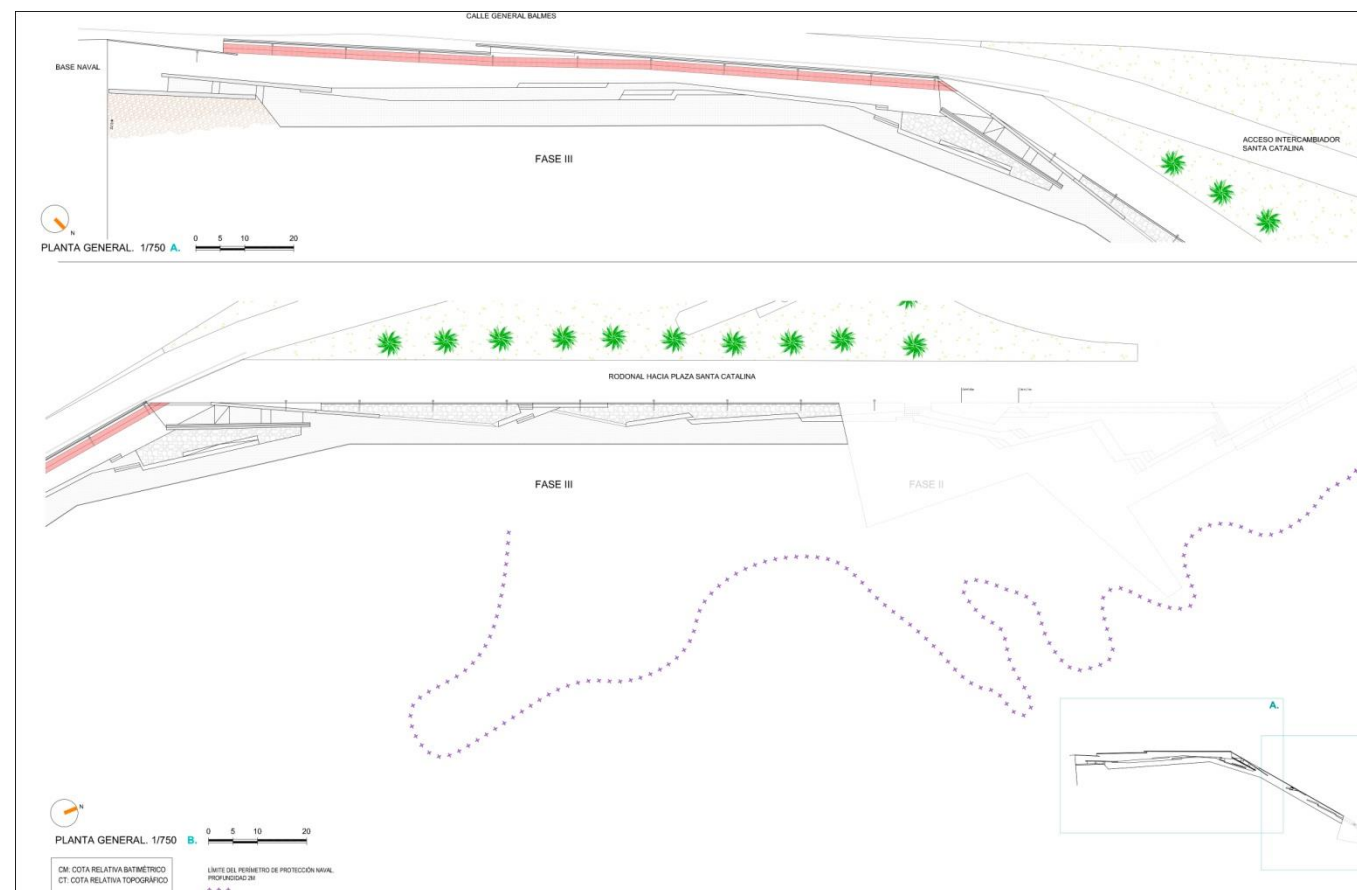 CALLE GENERAL BALMES
BASE NAVAL
ACCESO INTERCAMBIADOR
SANTA CATALINA
FASE III
N
PLANTA GENERAL. 1/750 A.
0 5 10 20
RODONAL HACIA PLAZA SANTA CATALINA
FASE III
FASE II
A.
N
PLANTA GENERAL. 1/750 B.
0 5 10 20
CM: COTA RELATIVA BATIMÉTRICO
CT: COTA RELATIVA TOPOGRÁFICO
LÍMITE DEL PERÍMETRO DE PROTECCIÓN NAVAL
PROFUNDIDAD 2M